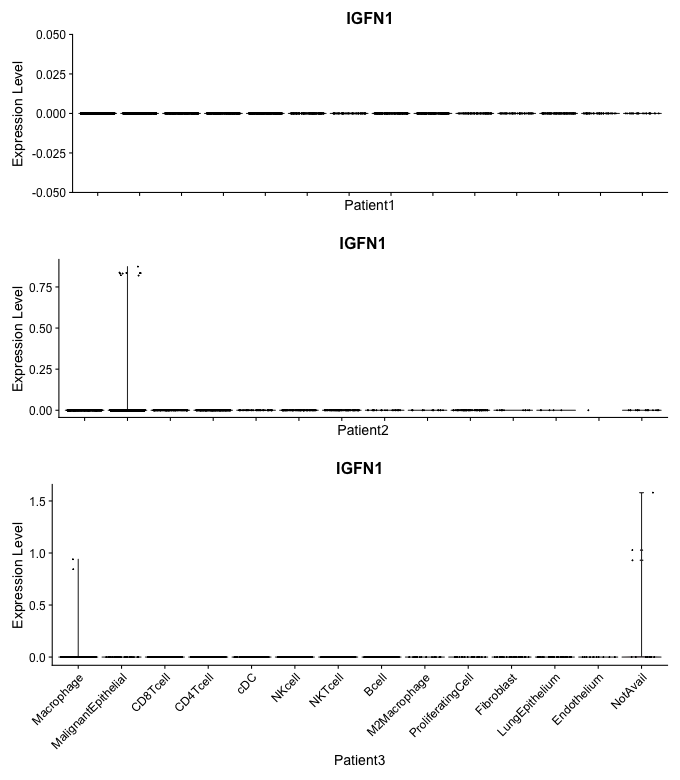 IGFN1
Expression Level
0.050
0.025
0.000
-0.025
-0.050
Patient1
IGFN1
Expression Level
0.75
0.50
0.25
0.00
Patient2
IGFN1
Expression Level
1.5
1.0
0.5
0.0
Macrophage
MalignantEpithelial
CD8Tcell
CD4Tcell
cDC
NKcell
NKTcell
Bcell
M2Macrophage
ProliferatingCell
Fibroblast
LungEpithelium
Endothelium
NotAvail
Patient3